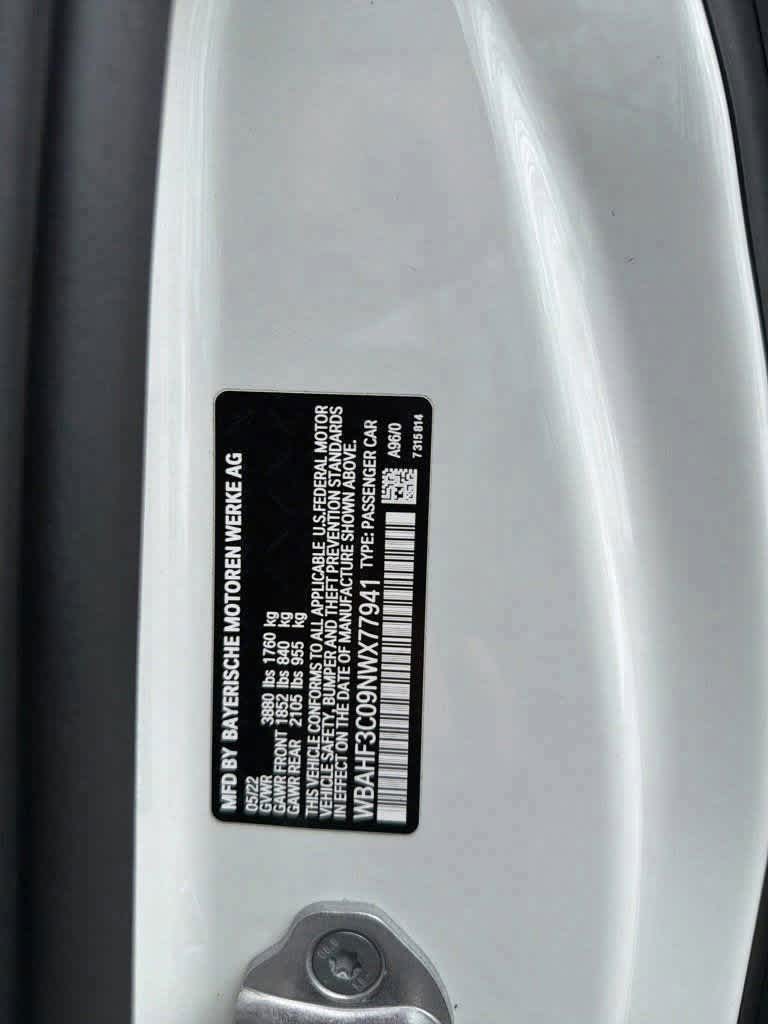 MFD BY BAYERISCHE MOTOREN WERKE AG
05/22
GVWR 3880 lbs 1760 kg
GAWR FRONT 1852 lbs 840 kg
GAWR REAR 2105 lbs 955 kg
THIS VEHICLE CONFORMS TO ALL APPLICABLE U.S.FEDERAL MOTOR
VEHICLE SAFETY, BUMPER AND THEFT PREVENTION STANDARDS
IN EFFECT ON THE DATE OF MANUFACTURE SHOWN ABOVE.
WBAHF3C09NWX77941 TYPE: PASSENGER CAR
A96/0
7 315 814